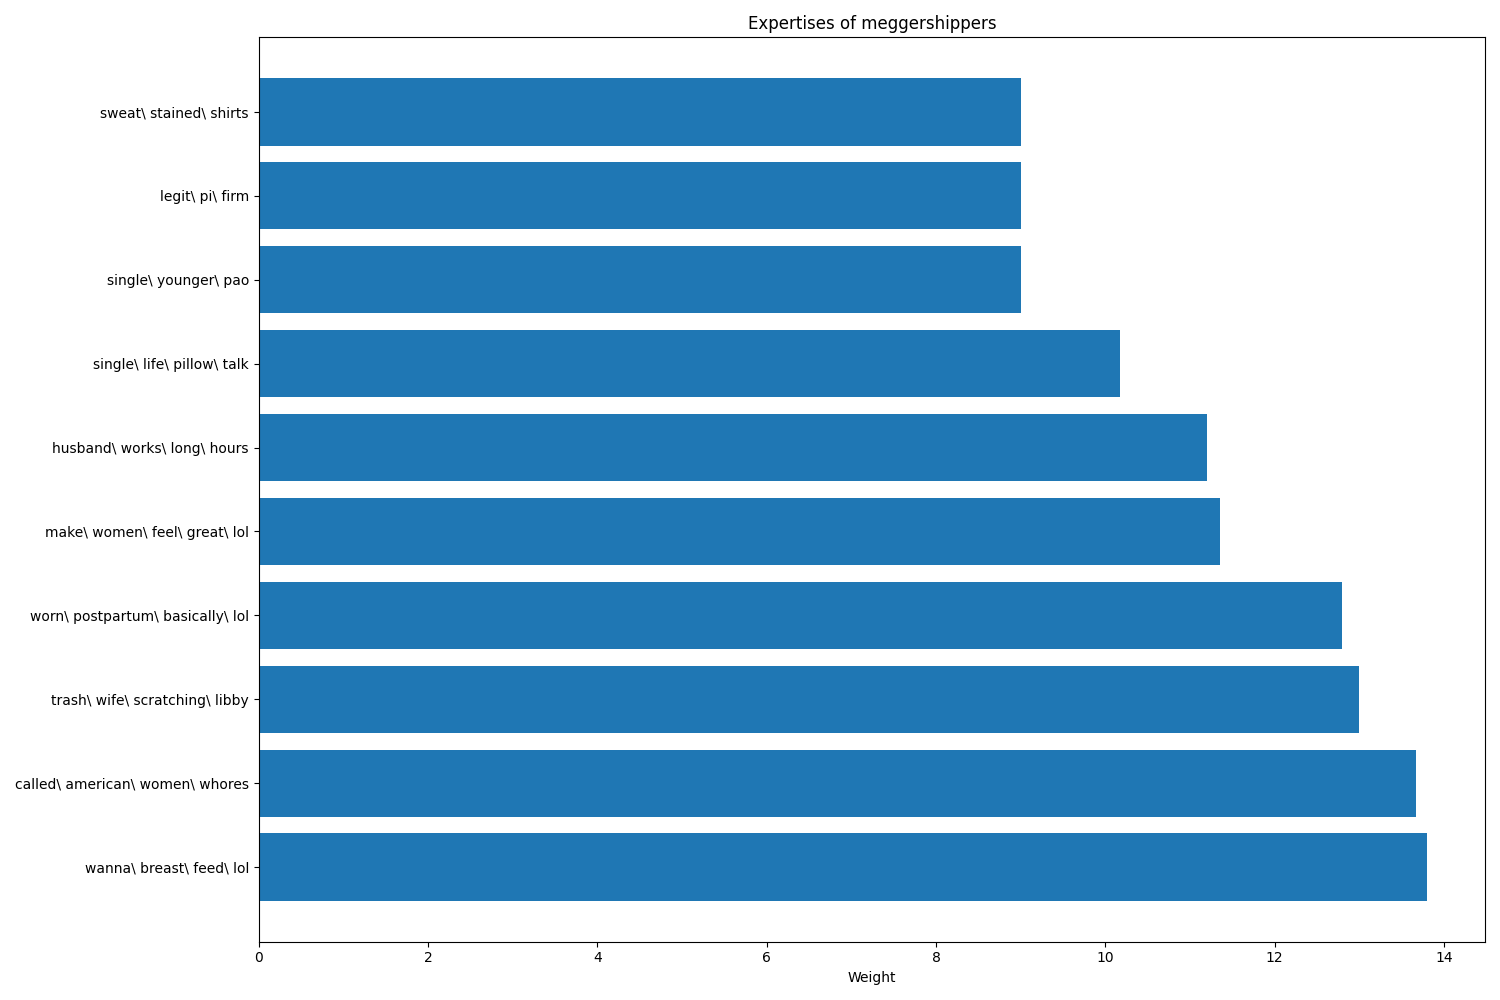 Expertises of meggershippers
sweat\ stained\ shirts
legit\ pi\ firm
single\ younger\ pao
single\ life\ pillow\ talk
husband\ works\ long\ hours
make\ women\ feel\ great\ lol
worn\ postpartum\ basically\ lol
trash\ wife\ scratching\ libby
called\ american\ women\ whores
wanna\ breast\ feed\ lol
0 2 4 6 8 10 12 14
Weight